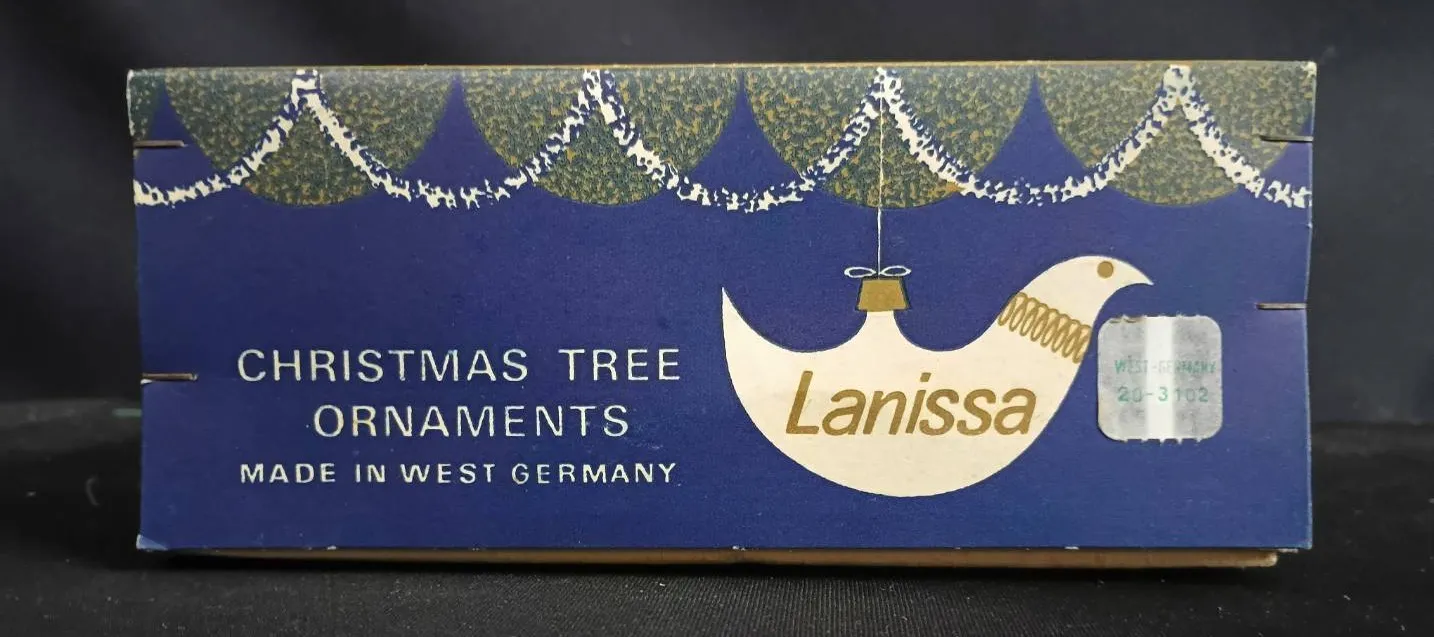 CHRISTMAS TREE
ORNAMENTS
MADE IN WEST GERMANY
Lanissa
WEST-GERMANY
20-3102